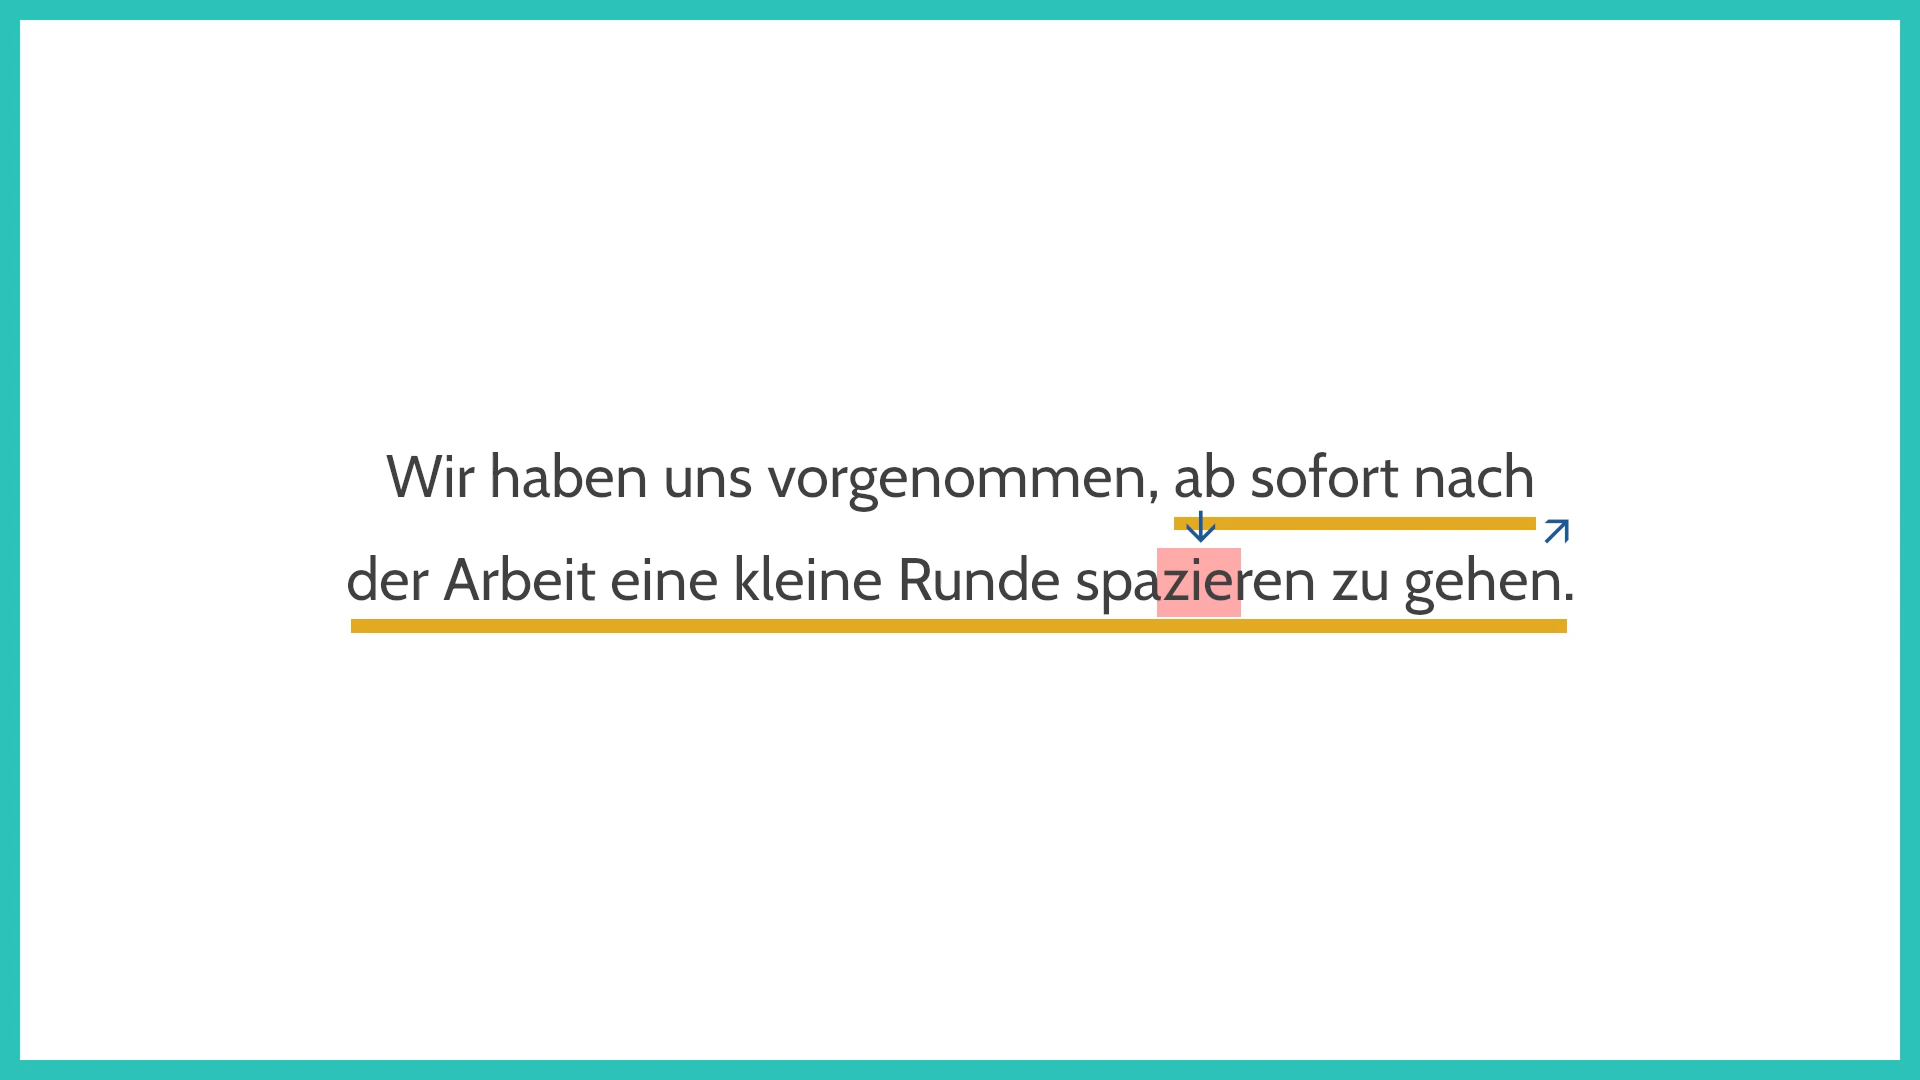 Wir haben uns vorgenommen, ab sofort nach
der Arbeit eine kleine Runde spazieren zu gehen.